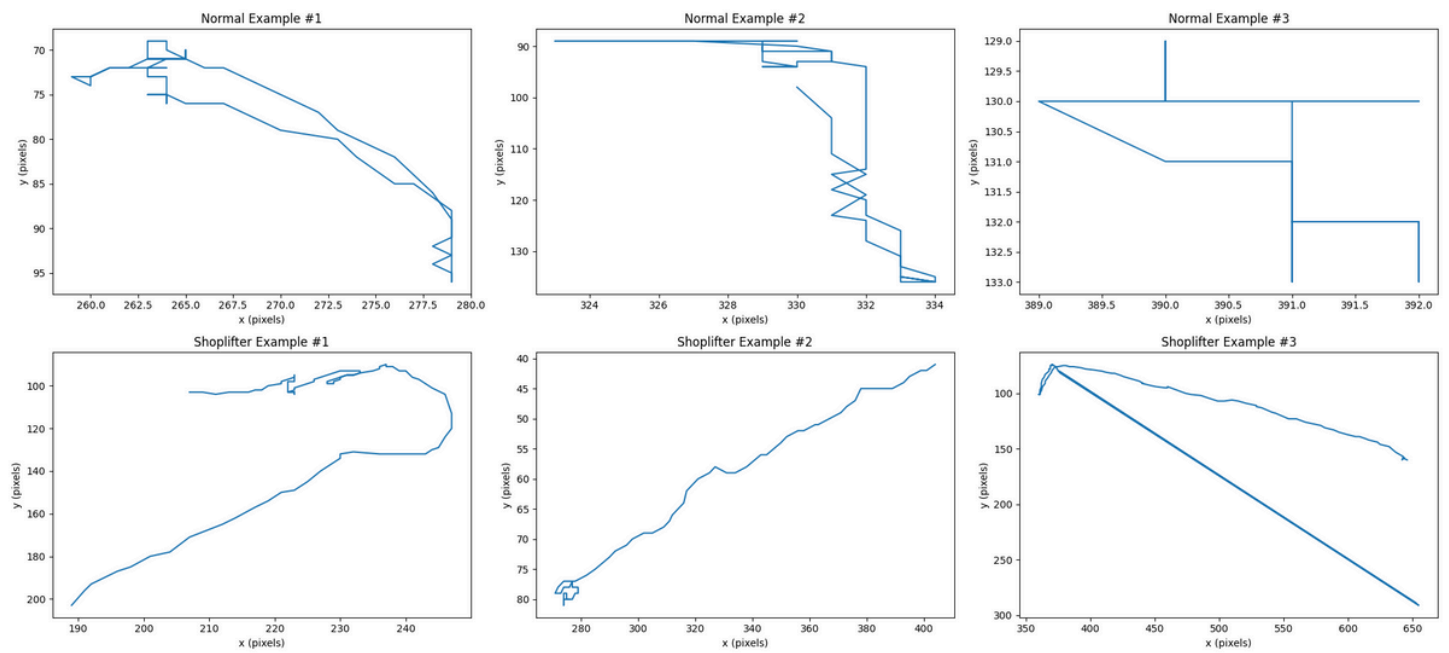 Normal Example #1
y (pixels)
70
75
80
85
90
95
260.0 262.5 265.0 267.5 270.0 272.5 275.0 277.5 280.0
x (pixels)
Normal Example #2
y (pixels)
90
100
110
120
130
324 326 328 330 332 334
x (pixels)
Normal Example #3
y (pixels)
129.0
129.5
130.0
130.5
131.0
131.5
132.0
132.5
133.0
389.0 389.5 390.0 390.5 391.0 391.5 392.0
x (pixels)
Shoplifter Example #1
y (pixels)
100
120
140
160
180
200
190 200 210 220 230 240
x (pixels)
Shoplifter Example #2
y (pixels)
40
45
50
55
60
65
70
75
80
280 300 320 340 360 380 400
x (pixels)
Shoplifter Example #3
y (pixels)
100
150
200
250
300
350 400 450 500 550 600 650
x (pixels)